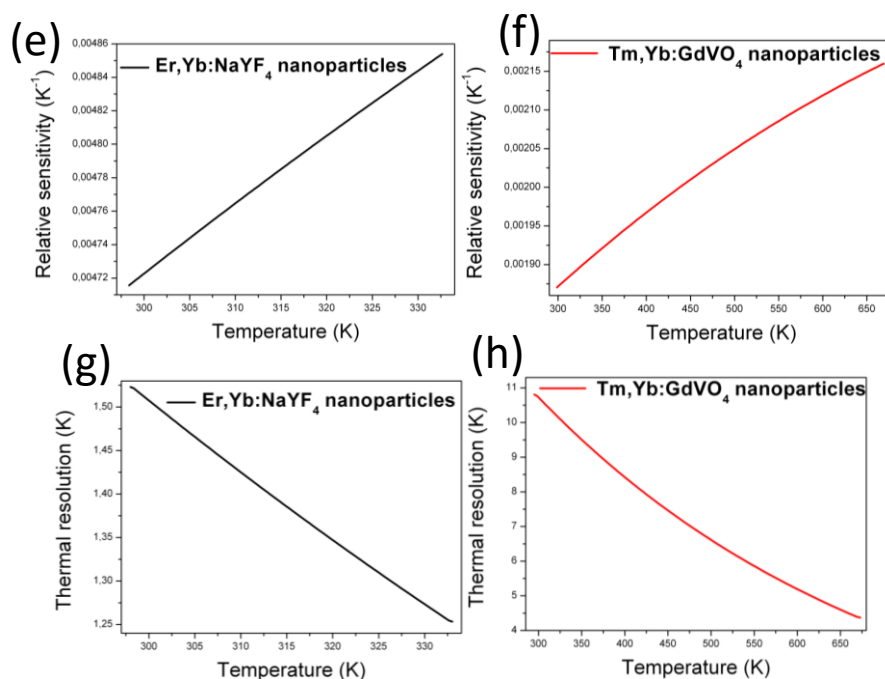 (e)
Er,Yb:NaYF4 nanoparticles
Relative sensitivity (K-1)
0,00486
0,00484
0,00482
0,00480
0,00478
0,00476
0,00474
0,00472
300 305 310 315 320 325 330
Temperature (K)
(f)
Tm,Yb:GdVO4 nanoparticles
Relative sensitivity (K-1)
0,00215
0,00210
0,00205
0,00200
0,00195
0,00190
300 350 400 450 500 550 600 650
Temperature (K)
(g)
Er,Yb:NaYF4 nanoparticles
Thermal resolution (K)
1,50
1,45
1,40
1,35
1,30
1,25
300 305 310 315 320 325 330
Temperature (K)
(h)
Tm,Yb:GdVO4 nanoparticles
Thermal resolution (K)
11
10
9
8
7
6
5
4
300 350 400 450 500 550 600 650
Temperature (K)